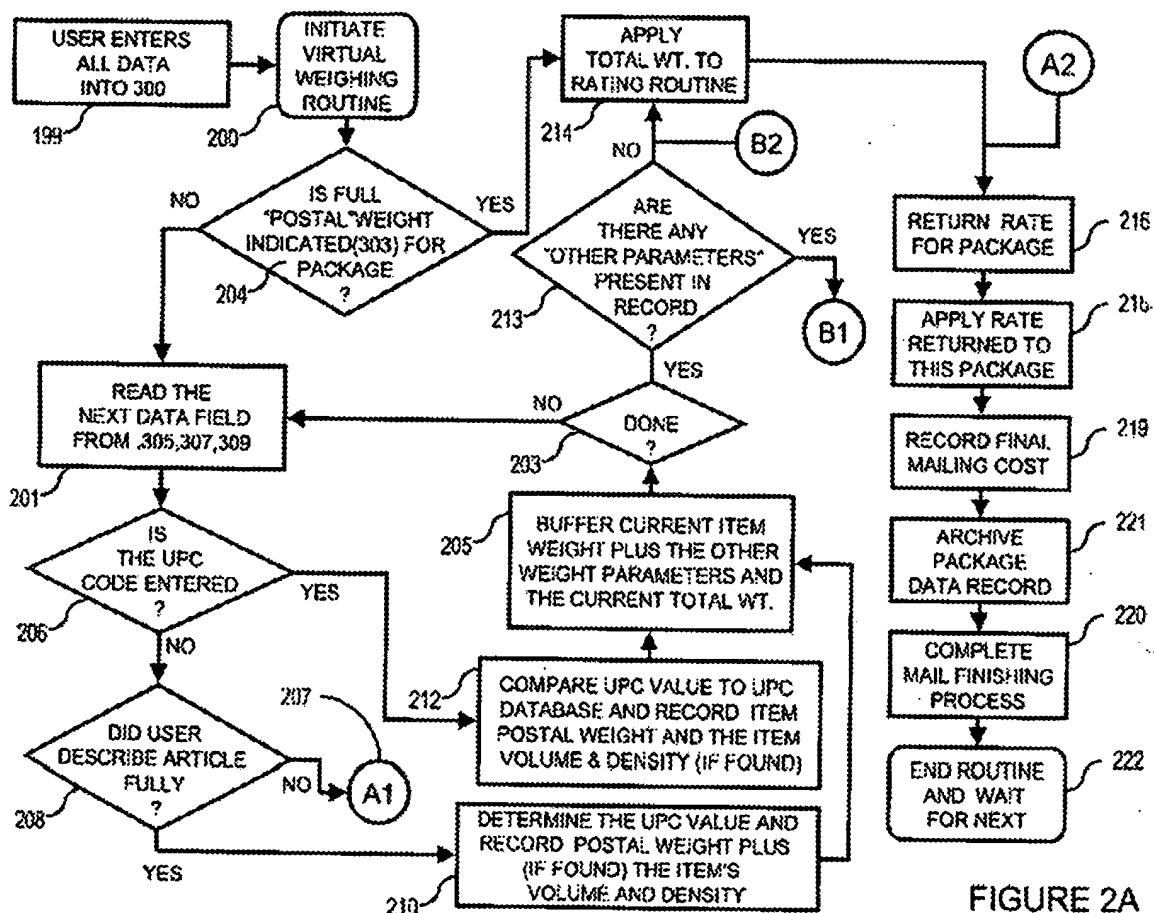 USER ENTERS
ALL DATA
INTO 300
199
INITIATE
VIRTUAL
WEIGHING
ROUTINE
200
APPLY
TOTAL WT. TO
RATING ROUTINE
214
A2
B2
NO
NO
IS FULL
"POSTAL"WEIGHT
INDICATED(303) FOR
PACKAGE
?
204
YES
ARE
THERE ANY
"OTHER PARAMETERS"
PRESENT IN
RECORD
?
213
YES
B1
YES
RETURN RATE
FOR PACKAGE
216
APPLY RATE
RETURNED TO
THIS PACKAGE
218
READ THE
NEXT DATA FIELD
FROM ,305,307,309
201
NO
DONE
?
203
RECORD FINAL
MAILING COST
219
IS
THE UPC
CODE ENTERED
?
206
YES
NO
BUFFER CURRENT ITEM
WEIGHT PLUS THE OTHER
WEIGHT PARAMETERS AND
THE CURRENT TOTAL WT.
205
ARCHIVE
PACKAGE
DATA RECORD
221
COMPLETE
MAIL FINISHING
PROCESS
220
212
COMPARE UPC VALUE TO UPC
DATABASE AND RECORD ITEM
POSTAL WEIGHT AND THE ITEM
VOLUME & DENSITY (IF FOUND)
207
DID USER
DESCRIBE ARTICLE
FULLY
?
208
NO
A1
YES
END ROUTINE
AND WAIT
FOR NEXT
222
DETERMINE THE UPC VALUE AND
RECORD POSTAL WEIGHT PLUS
(IF FOUND) THE ITEM'S
VOLUME AND DENSITY
210
FIGURE 2A